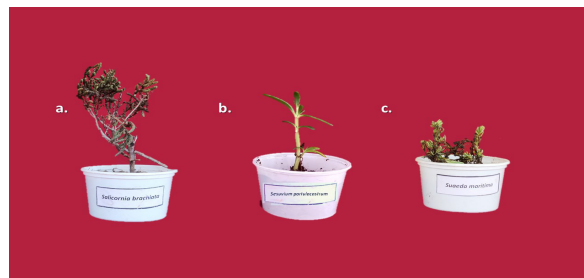 a.
b.
c.
Salicornia brachiata
Sesuvium portulacastrum
Suaeda maritima